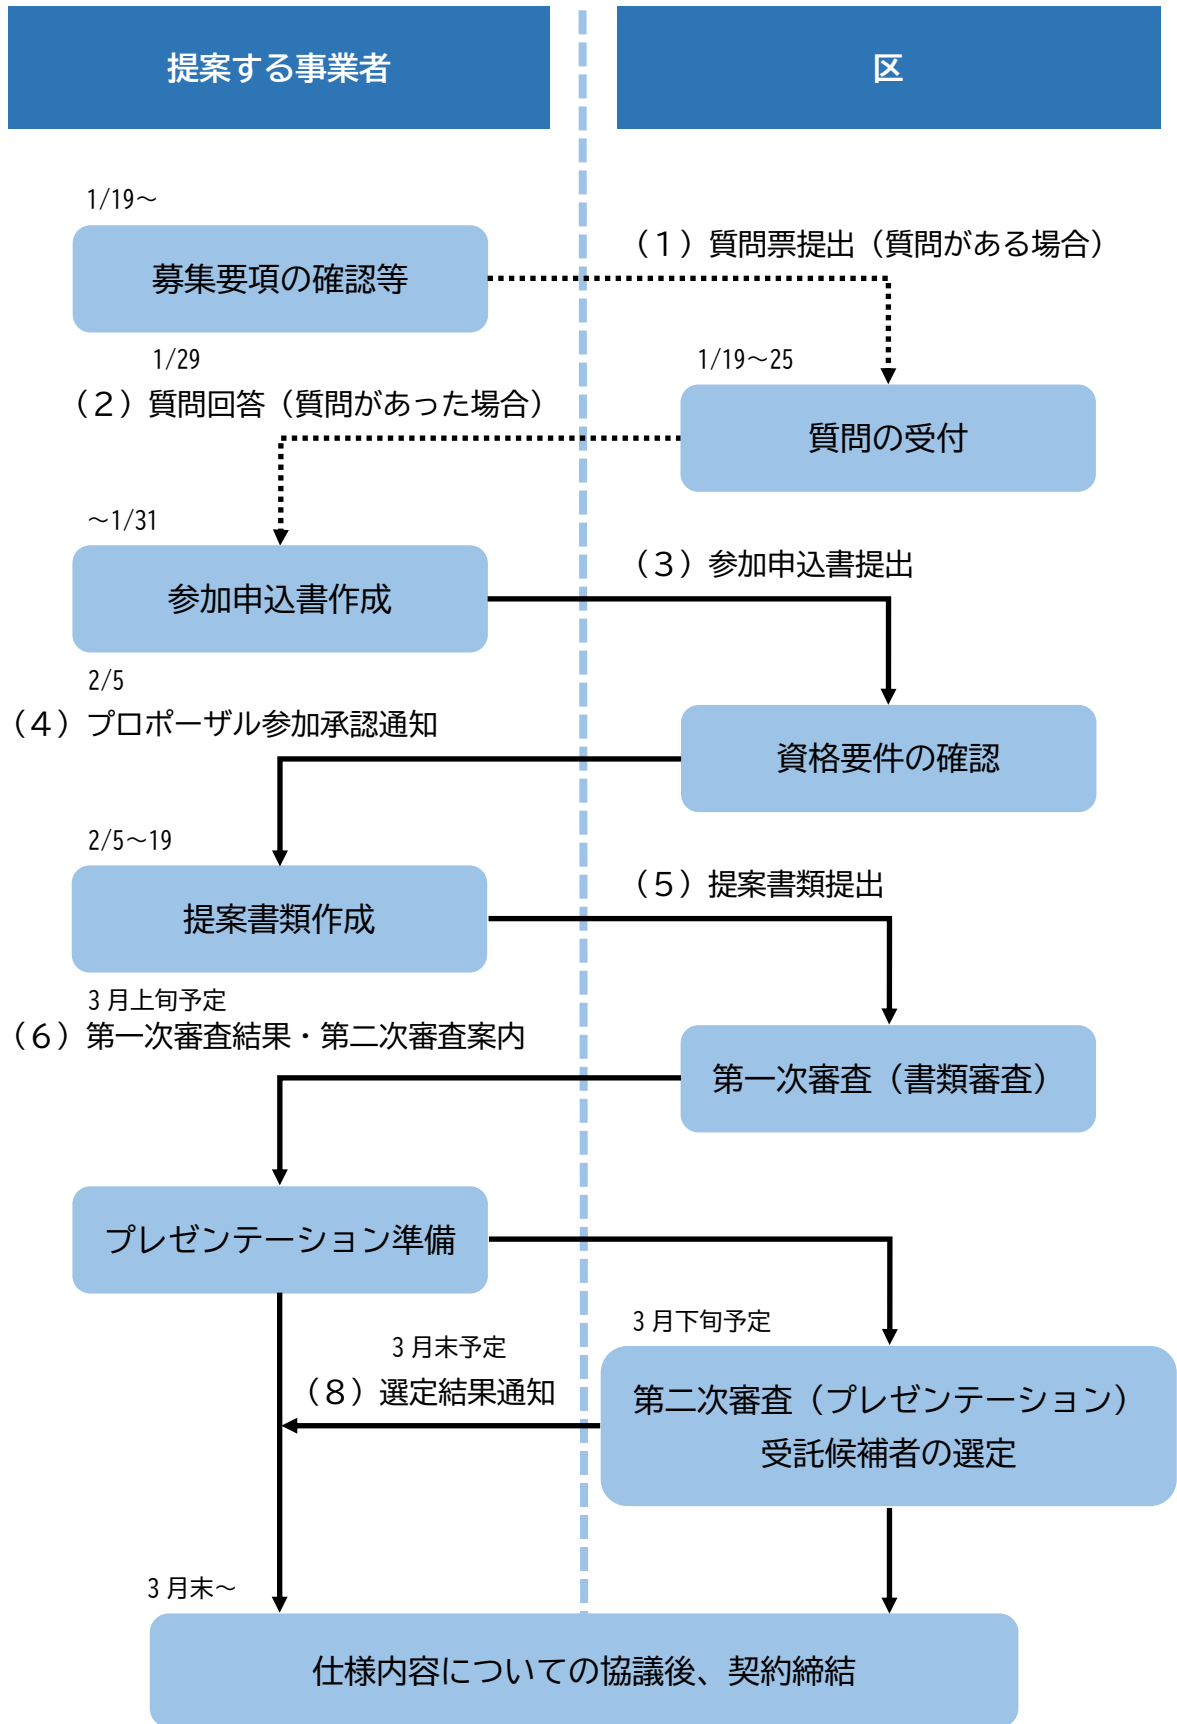 提案する事業者
区
1/19～
募集要項の確認等
（１）質問票提出（質問がある場合）
1/29
（２）質問回答（質問があった場合）
1/19～25
質問の受付
～1/31
参加申込書作成
（３）参加申込書提出
2/5
（４）プロポーザル参加承認通知
資格要件の確認
2/5～19
提案書類作成
（５）提案書類提出
3月上旬予定
（６）第一次審査結果・第二次審査案内
第一次審査（書類審査）
プレゼンテーション準備
3月下旬予定
3月末予定
（８）選定結果通知
第二次審査（プレゼンテーション）
受託候補者の選定
3月末～
仕様内容についての協議後、契約締結